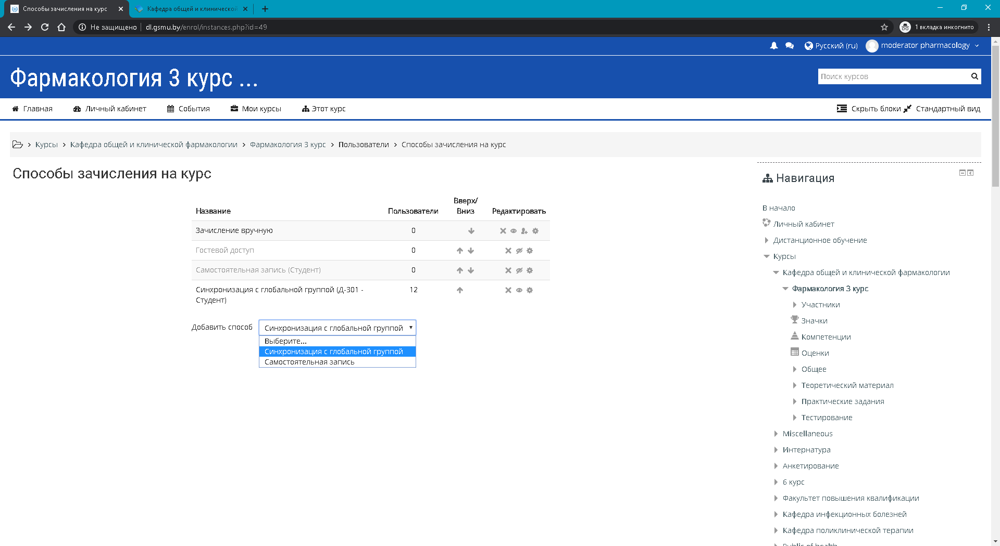 Способы зачисления на курс
Кафедра общей и клинической
Не защищено
dl.gsmu.by/enrol/instances.php?id=49
1 вкладка инкогнито
Русский (ru)
moderator pharmacology
Фармакология 3 курс ...
Поиск курсов
Главная
Личный кабинет
События
Мои курсы
Этот курс
Скрыть блоки
Стандартный вид
Курсы
Кафедра общей и клинической фармакологии
Фармакология 3 курс
Пользователи
Способы зачисления на курс
Способы зачисления на курс
Название
Пользователи
Вверх/
Вниз
Редактировать
Зачисление вручную
0
Гостевой доступ
0
Самостоятельная запись (Студент)
0
Синхронизация с глобальной группой (Д-301 -
Студент)
12
Добавить способ
Синхронизация с глобальной группой
Выберите...
Синхронизация с глобальной группой
Самостоятельная запись
Навигация
В начало
Личный кабинет
Дистанционное обучение
Курсы
Кафедра общей и клинической фармакологии
Фармакология 3 курс
Участники
Значки
Компетенции
Оценки
Общее
Теоретический материал
Практические задания
Тестирование
Miscellaneous
Интернатура
Анкетирование
6 курс
Факультет повышения квалификации
Кафедра инфекционных болезней
Кафедра поликлинической терапии
Public of health